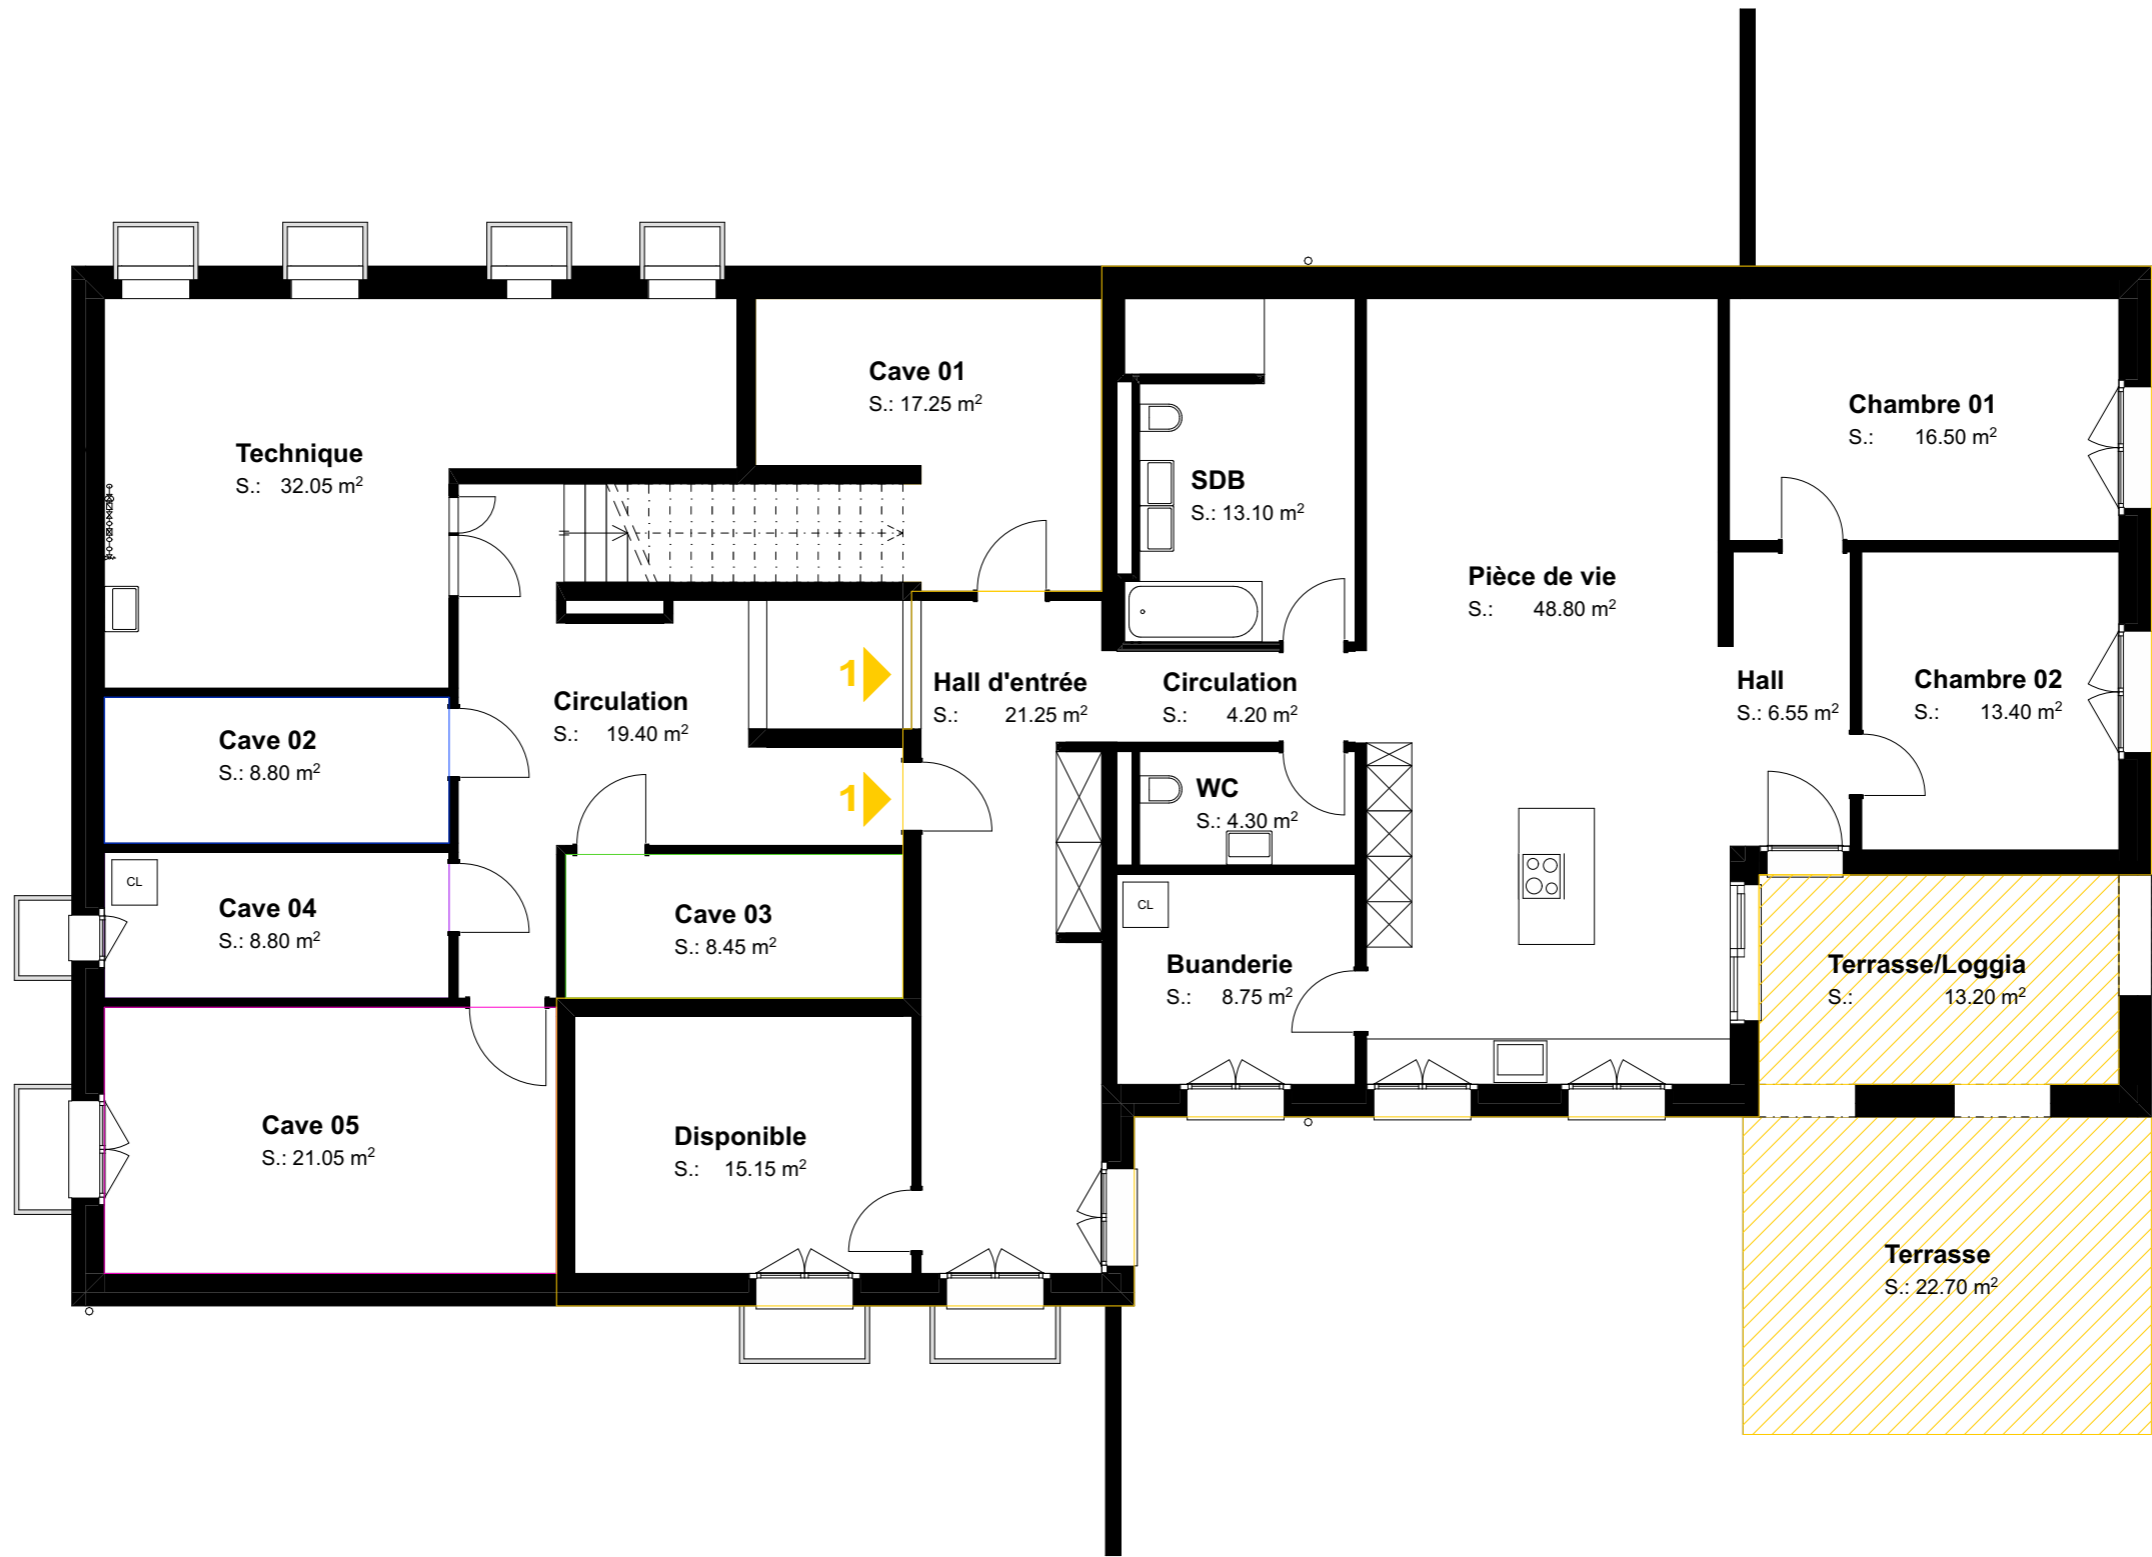 Cave 01
S.: 17.25 m²
Chambre 01
S.: 16.50 m²
Technique
S.: 32.05 m²
SDB
S.: 13.10 m²
Pièce de vie
S.: 48.80 m²
1
Hall d'entrée
S.: 21.25 m²
Circulation
S.: 4.20 m²
Hall
S.: 6.55 m²
Chambre 02
S.: 13.40 m²
Circulation
S.: 19.40 m²
Cave 02
S.: 8.80 m²
1
WC
S.: 4.30 m²
CL
Cave 04
S.: 8.80 m²
Cave 03
S.: 8.45 m²
CL
Buanderie
S.: 8.75 m²
Terrasse/Loggia
S.: 13.20 m²
Cave 05
S.: 21.05 m²
Disponible
S.: 15.15 m²
Terrasse
S.: 22.70 m²